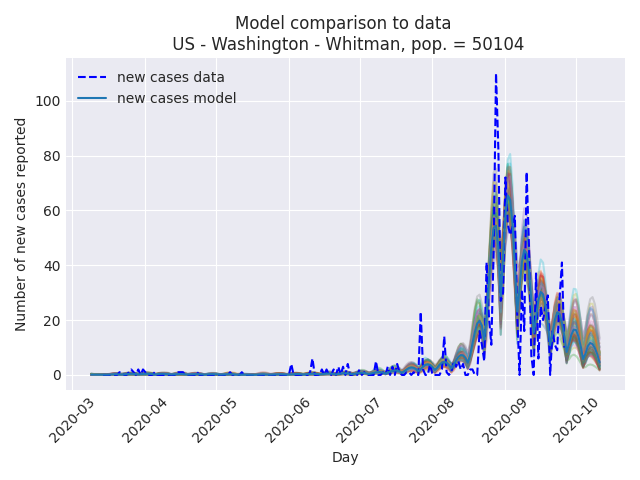 Model comparison to data
US - Washington - Whitman, pop. = 50104
new cases data
new cases model
Number of new cases reported
100
80
60
40
20
0
2020-03
2020-04
2020-05
2020-06
2020-07
2020-08
2020-09
2020-10
Day